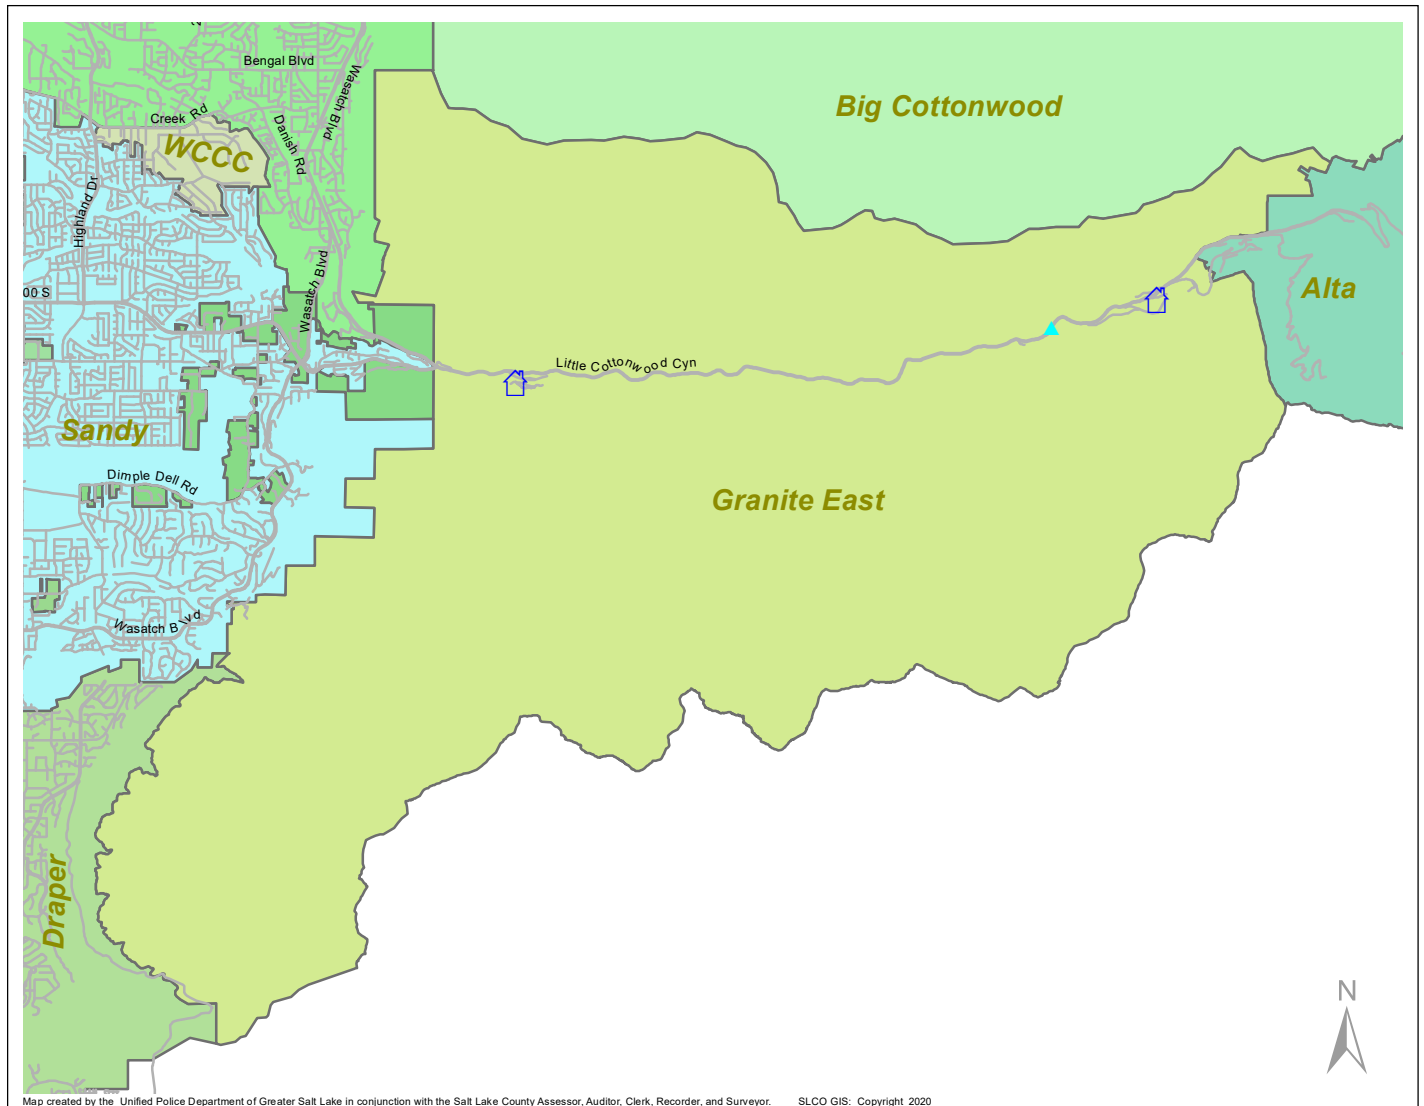 Bengal Blvd
Wasatch Blvd
Big Cottonwood
Creek Rd
Danish Rd
WCCC
Highland Dr
Wasatch Blvd
Alta
00 S
Little Cottonwood Cyn
Sandy
Dimple Dell Rd
Granite East
Wasatch Blvd
Draper
N
Map created by the Unified Police Department of Greater Salt Lake in conjunction with the Salt Lake County Assessor, Auditor, Clerk, Recorder, and Surveyor. SLCO GIS: Copyright 2020